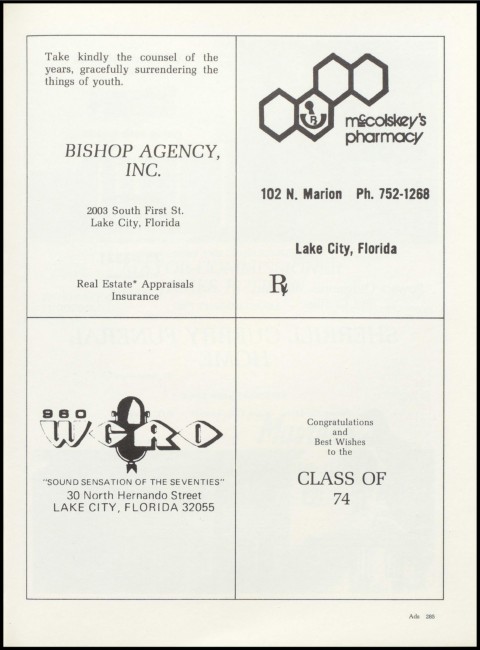 Take kindly the counsel of the
years, gracefully surrendering the
things of youth.
BISHOP AGENCY,
INC.
2003 South First St.
Lake City, Florida
Real Estate* Appraisals
Insurance
McColskey's
pharmacy
102 N. Marion Ph. 752-1268
Lake City, Florida
Rx
980
"SOUND SENSATION OF THE SEVENTIES"
30 North Hernando Street
LAKE CITY, FLORIDA 32055
Congratulations
and
Best Wishes
to the
CLASS OF
74
Ads 265